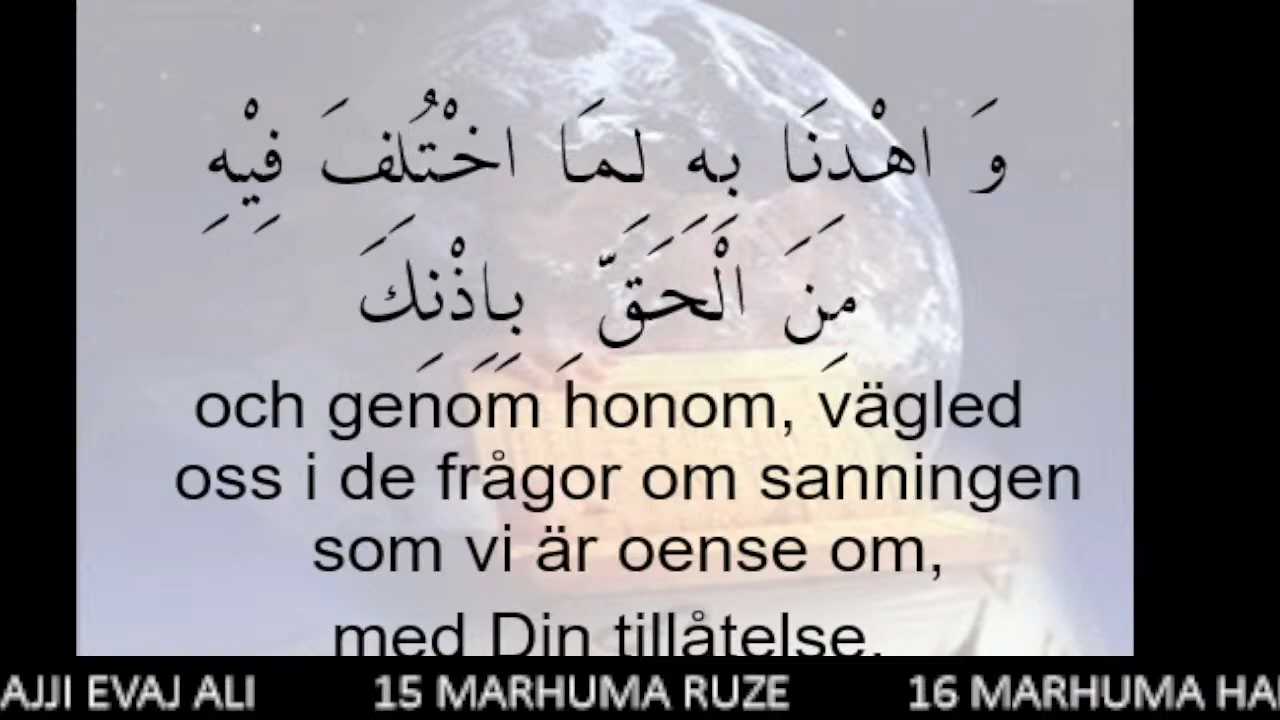 وَ اهْدِنَا بِهِ لِمَا اخْتُلِفَ فِيْهِ
مِنَ الْحَقِّ بِاِذْنِكَ
och genom honom, vägled
oss i de frågor om sanningen
som vi är oense om,
med Din tillåtelse.
AJJI EVAJ ALI 15 MARHUMA RUZE 16 MARHUMA HA